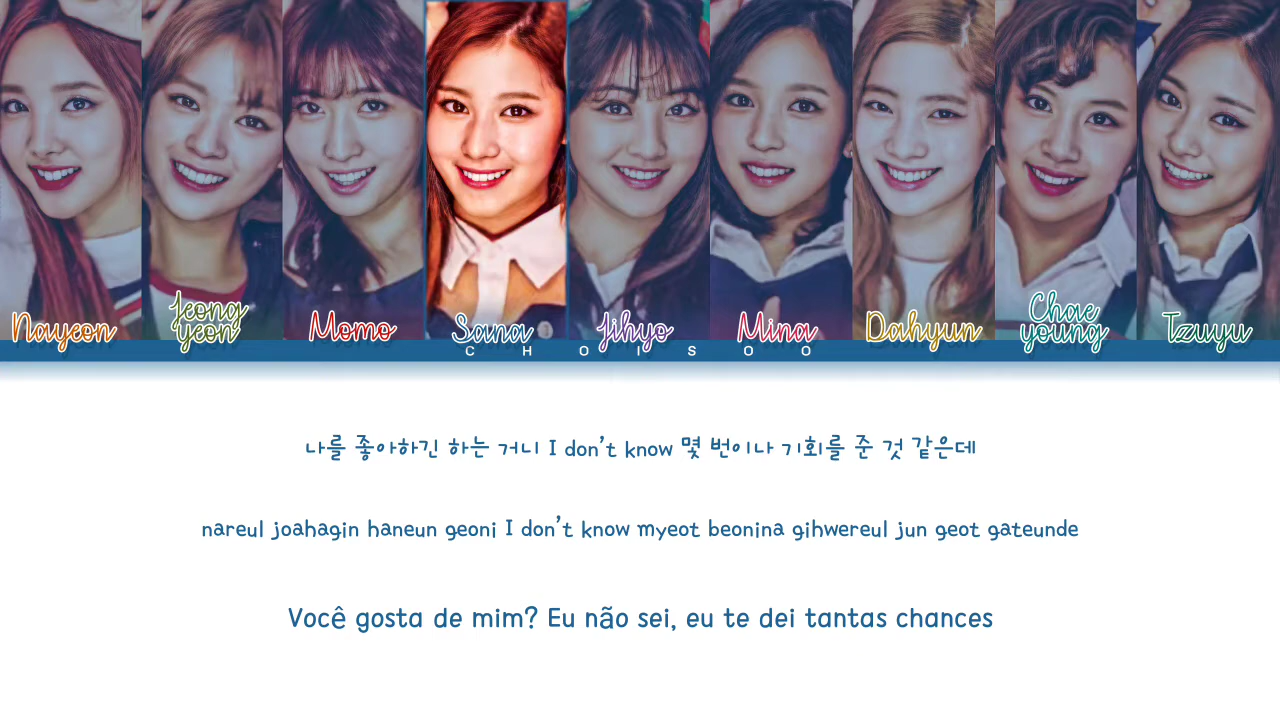 Nayeon
Jeong
yeon
Momo
Sana
Jihyo
Mina
Dahyun
Chae
young
Tzuyu
CHOISOO
나를 좋아하긴 하는 거니 I don't know 몇 번이나 기회를 준 것 같은데
nareul joahagin haneun geoni I don't know myeot beonina gihwereul jun geot gateunde
Você gosta de mim? Eu não sei, eu te dei tantas chances